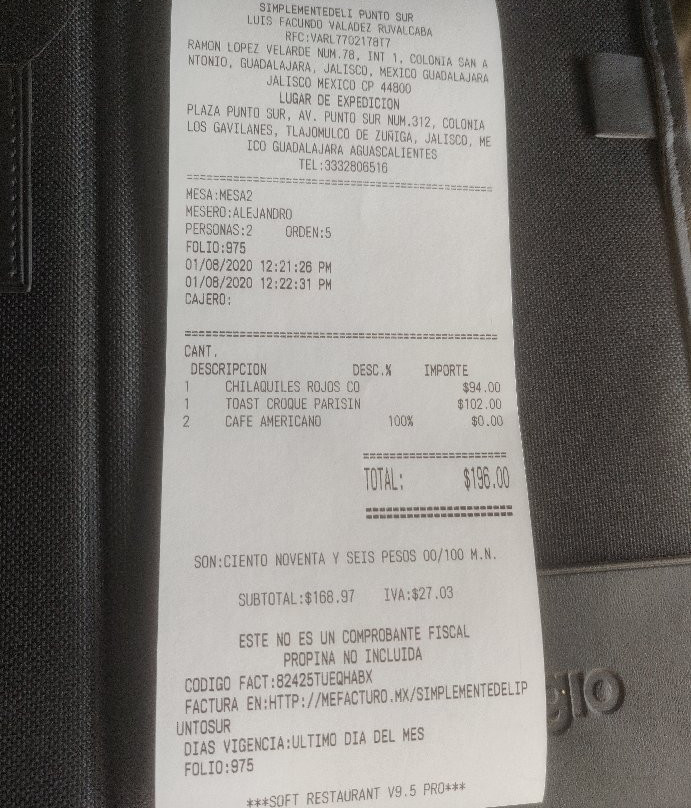 SIMPLEMENTEDELI PUNTO SUR
LUIS FACUNDO VALADEZ RUVALCABA
RFC:VARL7702178T7
RAMON LOPEZ VELARDE NUM.78, INT 1, COLONIA SAN A
NTONIO, GUADALAJARA, JALISCO, MEXICO GUADALAJARA
JALISCO MEXICO CP 44800
LUGAR DE EXPEDICION
PLAZA PUNTO SUR, AV. PUNTO SUR NUM.312, COLONIA
LOS GAVILANES, TLAJOMULCO DE ZUÑIGA, JALISCO, ME
ICO GUADALAJARA AGUASCALIENTES
TEL:3332806516
MESA:MESA2
MESERO:ALEJANDRO
PERSONAS:2 ORDEN:5
FOLIO:975
01/08/2020 12:21:26 PM
01/08/2020 12:22:31 PM
CAJERO:
CANT.
DESCRIPCION DESC.% IMPORTE
1 CHILAQUILES ROJOS CO $94.00
1 TOAST CROQUE PARISIN $102.00
2 CAFE AMERICANO 100% $0.00
TOTAL: $196.00
SON:CIENTO NOVENTA Y SEIS PESOS 00/100 M.N.
SUBTOTAL:$168.97 IVA:$27.03
ESTE NO ES UN COMPROBANTE FISCAL
PROPINA NO INCLUIDA
CODIGO FACT:82425TUEQHABX
FACTURA EN:HTTP://MEFACTURO.MX/SIMPLEMENTEDELIP
UNTOSUR
DIAS VIGENCIA:ULTIMO DIA DEL MES
FOLIO:975
***SOFT RESTAURANT V9.5 PRO***